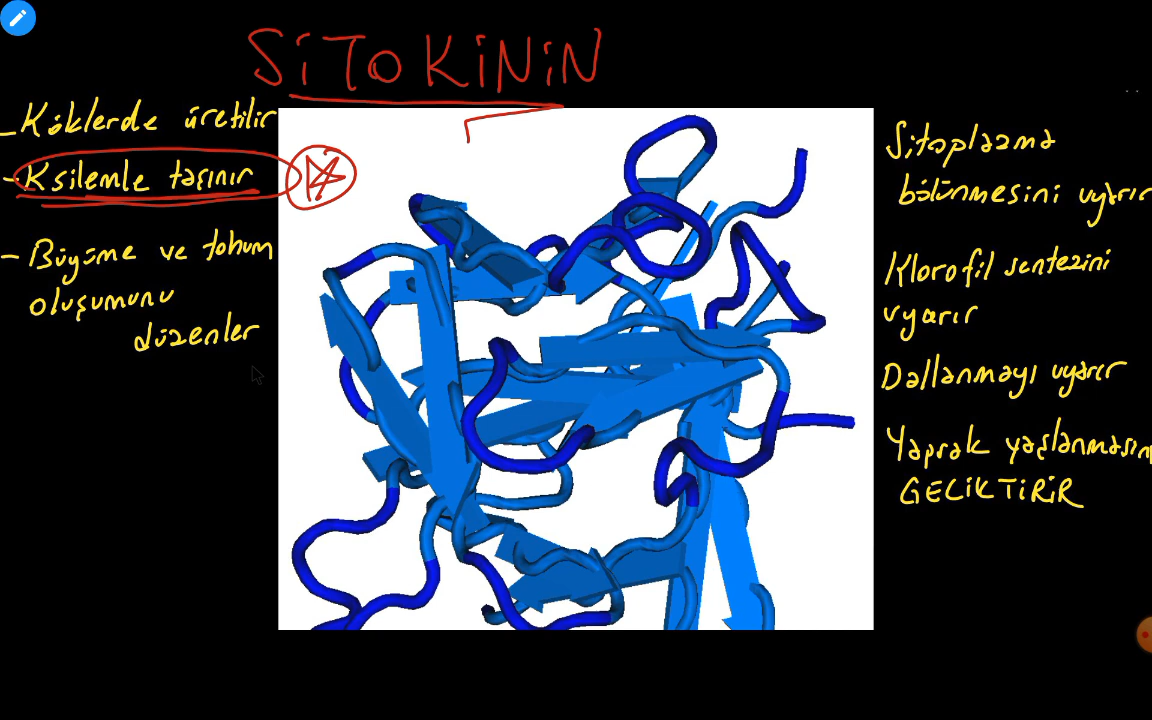 SİTOKİNİN
- Köklerde üretilir
- Ksilemle taşınır
- Büyüme ve tohum
oluşumunu
düzenler
Sitoplazma
bölünmesini uyarır
Klorofil sentezini
uyarır
Dallanmayı uyarır
Yaprak yaşlanmasını
GECİKTİRİR